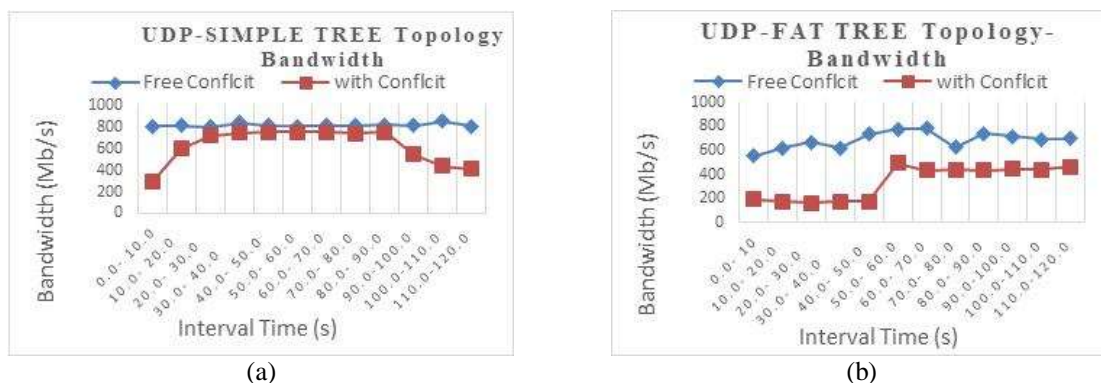 UDP-SIMPLE TREE Topology
Bandwidth
Free Conflcit
with Conflcit
1000
800
600
400
200
0
Bandwidth (Mb/s)
0.0- 10.0
10.0- 20.0
20.0- 30.0
30.0- 40.0
40.0- 50.0
50.0- 60.0
60.0- 70.0
70.0- 80.0
80.0- 90.0
90.0-100.0
100.0-110.0
110.0-120.0
Interval Time (s)
(a)
UDP-FAT TREE Topology-
Bandwidth
Free Conflcit
with Conflcit
1000
800
600
400
200
0
Bandwidth (Mb/s)
0.0- 10
10.0- 20.0
20.0- 30.0
30.0- 40.0
40.0- 50.0
50.0- 60.0
60.0- 70.0
70.0- 80.0
80.0- 90.0
90.0-100.0
100.0-110.0
110.0-120.0
Interval Time (s)
(b)